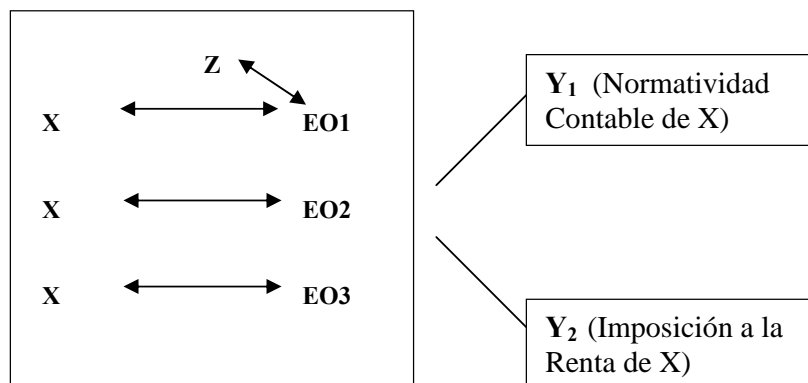 Z
X EO1
X EO2
X EO3
Y₁ (Normatividad
Contable de X)
Y₂ (Imposición a la
Renta de X)